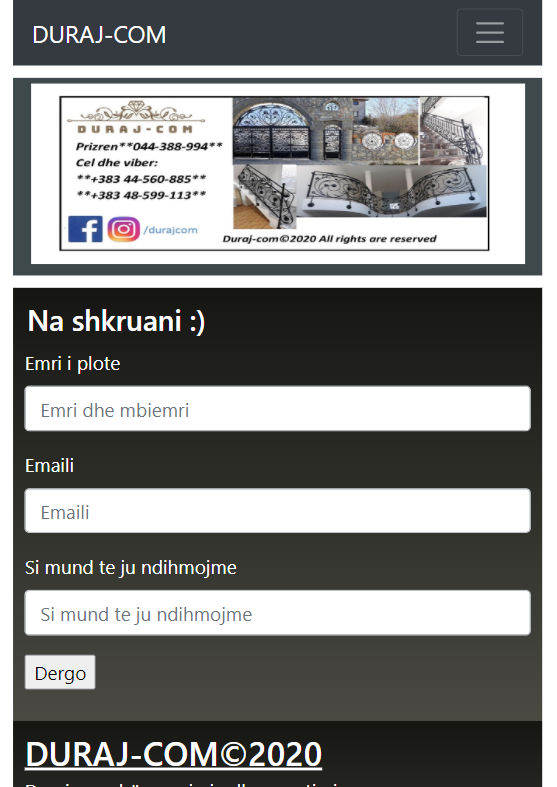 DURAJ-COM
DURAJ-COM
Prizren**044-388-994**
Cel dhe viber:
**+383 44-560-885**
**+383 48-599-113**
/durajcom
Duraj-com©2020 All rights are reserved
Na shkruani :)
Emri i plote
Emri dhe mbiemri
Emaili
Emaili
Si mund te ju ndihmojme
Si mund te ju ndihmojme
Dergo
DURAJ-COM©2020